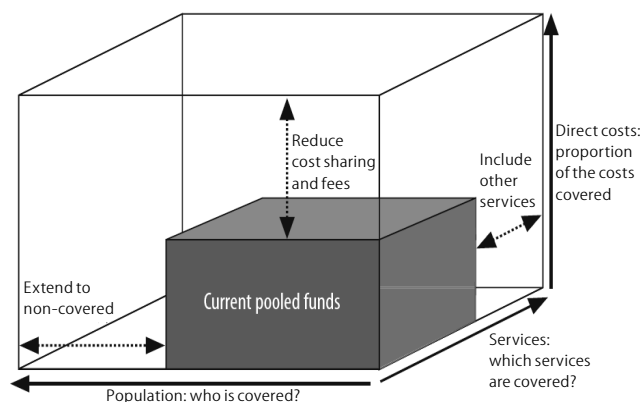 Direct costs:
proportion
of the costs
covered
Reduce
cost sharing
and fees
Include
other
services
Extend to
non-covered
Current pooled funds
Services:
which services
are covered?
Population: who is covered?